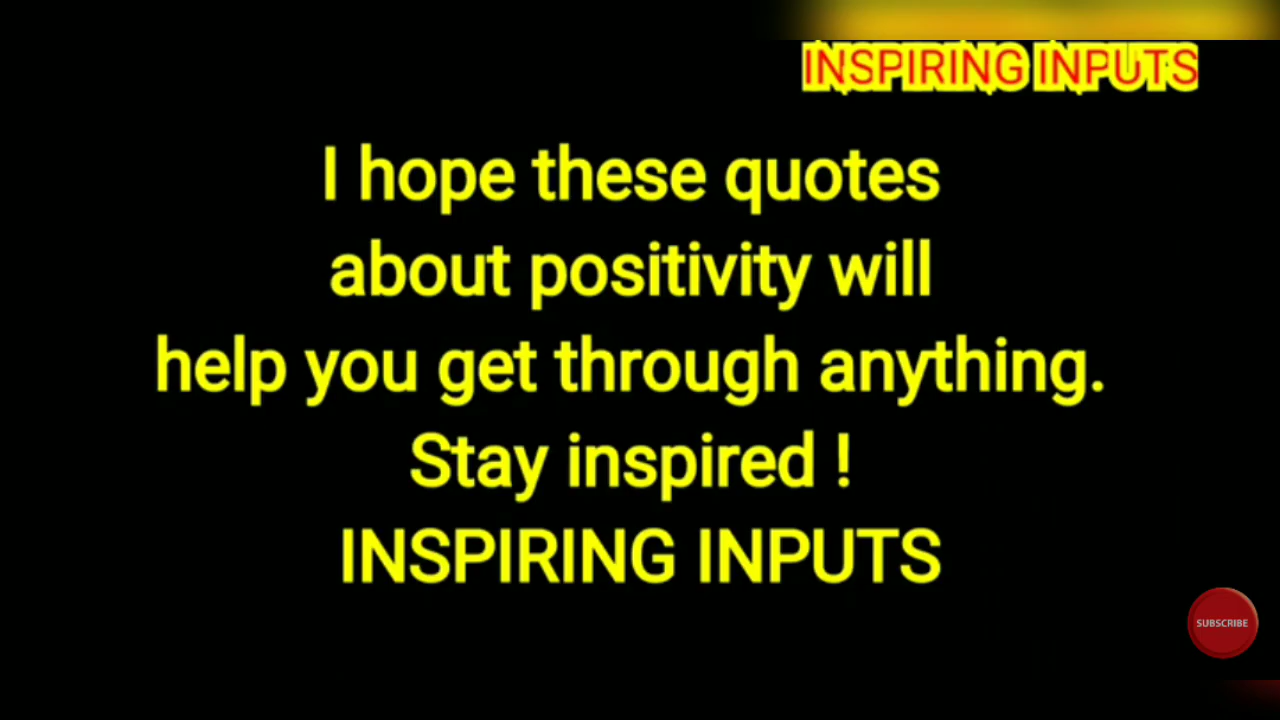 INSPIRING INPUTS
I hope these quotes
about positivity will
help you get through anything.
Stay inspired !
INSPIRING INPUTS
SUBSCRIBE